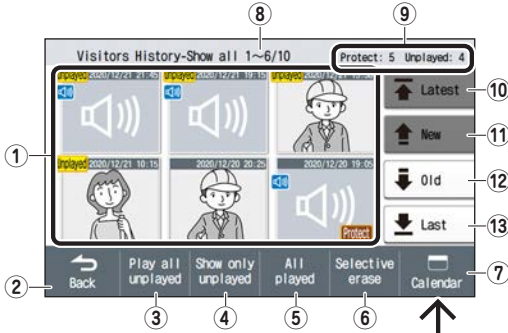 ⑧ ⑨
Visitors History-Show all 1～6/10 Protect: 5 Unplayed: 4
Unplayed 2020/12/21 21:45 Unplayed 2020/12/21 19:15 Unplayed
Latest ⑩
New ⑪
①
Unplayed 2020/12/21 10:15 2020/12/20 20:25 2020/12/20 19:05
Old ⑫
Protect
Last ⑬
② Back Play all unplayed Show only unplayed All played Selective erase Calendar ⑦
③ ④ ⑤ ⑥